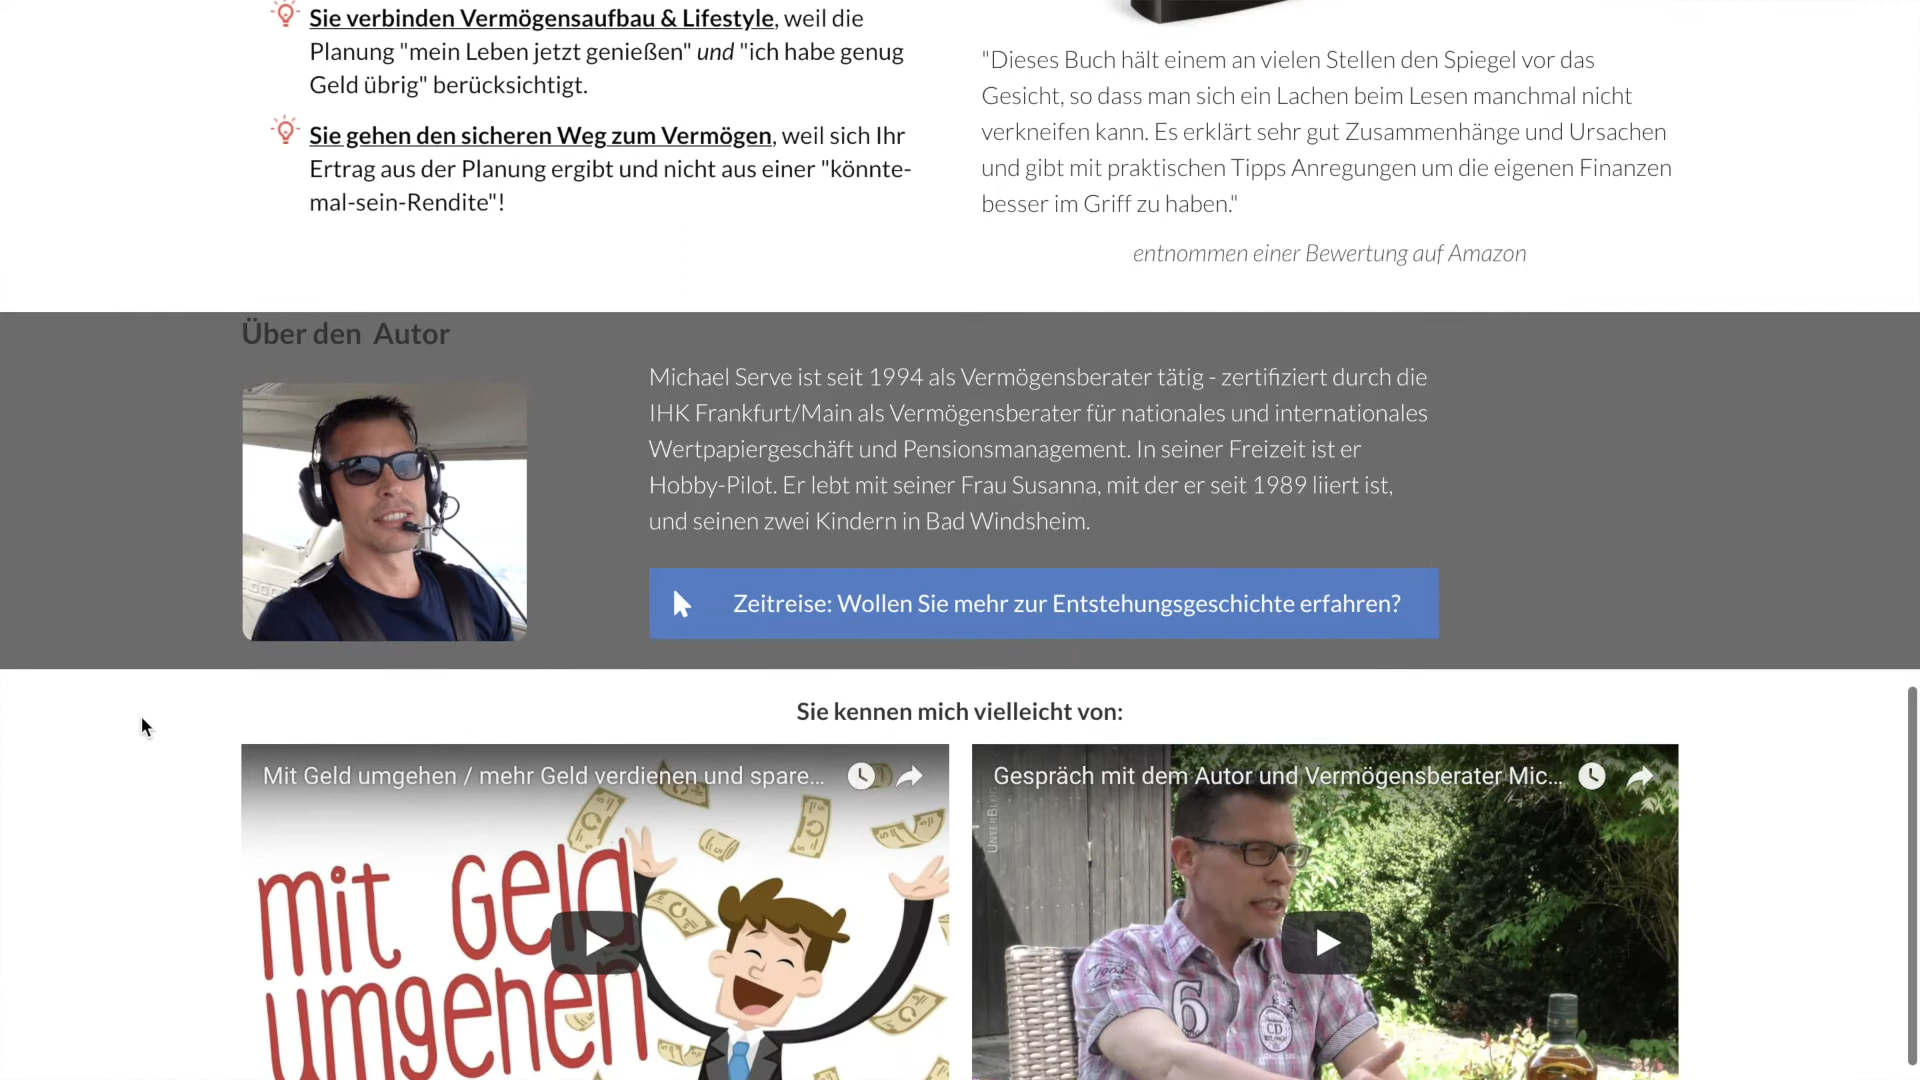 Sie verbinden Vermögensaufbau & Lifestyle, weil die
Planung "mein Leben jetzt genießen" und "ich habe genug
Geld übrig" berücksichtigt.
Sie gehen den sicheren Weg zum Vermögen, weil sich Ihr
Ertrag aus der Planung ergibt und nicht aus einer "könnte-
mal-sein-Rendite"!
"Dieses Buch hält einem an vielen Stellen den Spiegel vor das
Gesicht, so dass man sich ein Lachen beim Lesen manchmal nicht
verkneifen kann. Es erklärt sehr gut Zusammenhänge und Ursachen
und gibt mit praktischen Tipps Anregungen um die eigenen Finanzen
besser im Griff zu haben."
entnommen einer Bewertung auf Amazon
Über den Autor
Michael Serve ist seit 1994 als Vermögensberater tätig - zertifiziert durch die
IHK Frankfurt/Main als Vermögensberater für nationales und internationales
Wertpapiergeschäft und Pensionsmanagement. In seiner Freizeit ist er
Hobby-Pilot. Er lebt mit seiner Frau Susanna, mit der er seit 1989 liiert ist,
und seinen zwei Kindern in Bad Windsheim.
Zeitreise: Wollen Sie mehr zur Entstehungsgeschichte erfahren?
Sie kennen mich vielleicht von:
Mit Geld umgehen / mehr Geld verdienen und spare...
mit Geld
umgehen
Gespräch mit dem Autor und Vermögensberater Mic...
UNTERBLOG
6
CD